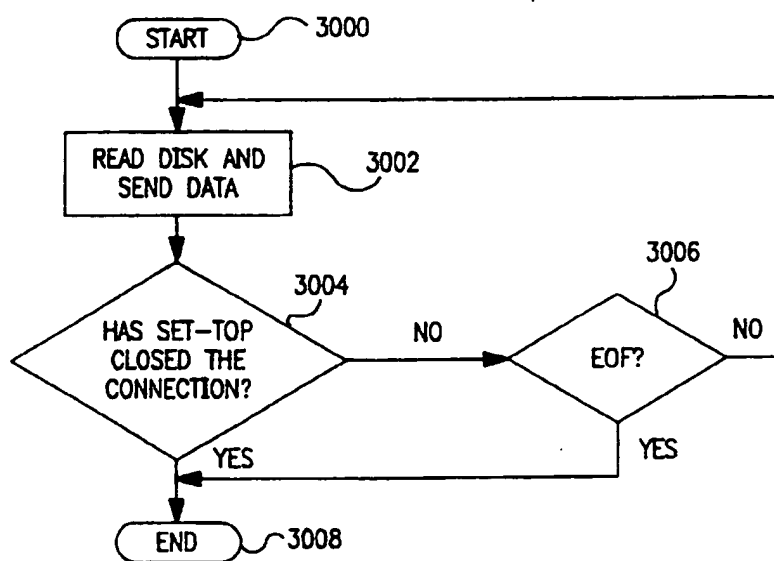 START
3000
READ DISK AND
SEND DATA
3002
HAS SET-TOP
CLOSED THE
CONNECTION?
3004
NO
EOF?
3006
NO
YES
YES
END
3008